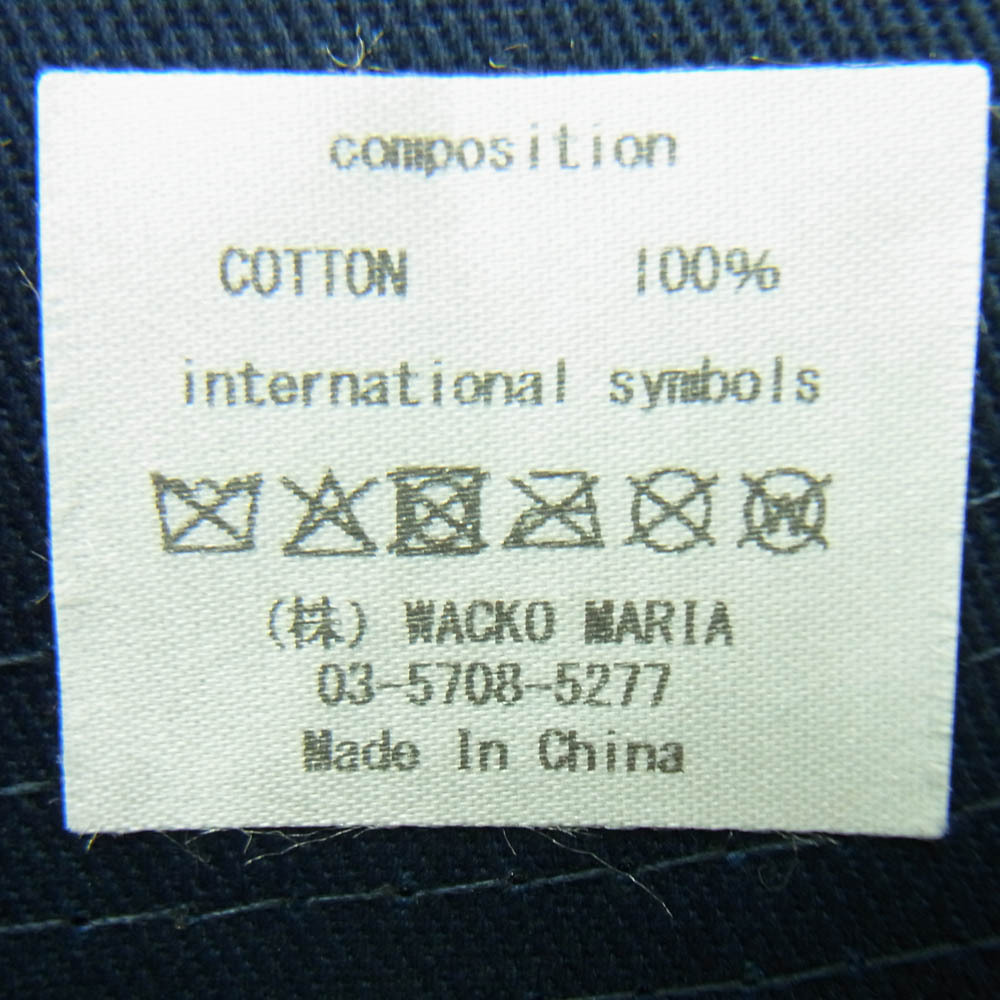 composition
COTTON 100%
international symbols
(株) WACKO MARIA
03-5708-5277
Made In China